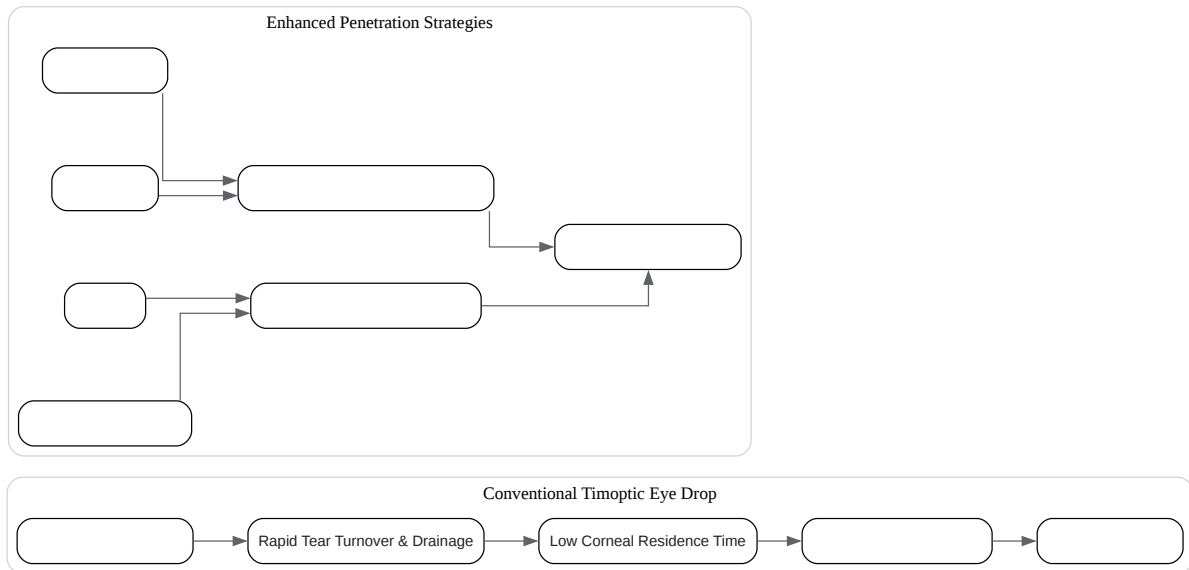 Enhanced Penetration Strategies
Conventional Timoptic Eye Drop
Rapid Tear Turnover & Drainage
Low Corneal Residence Time